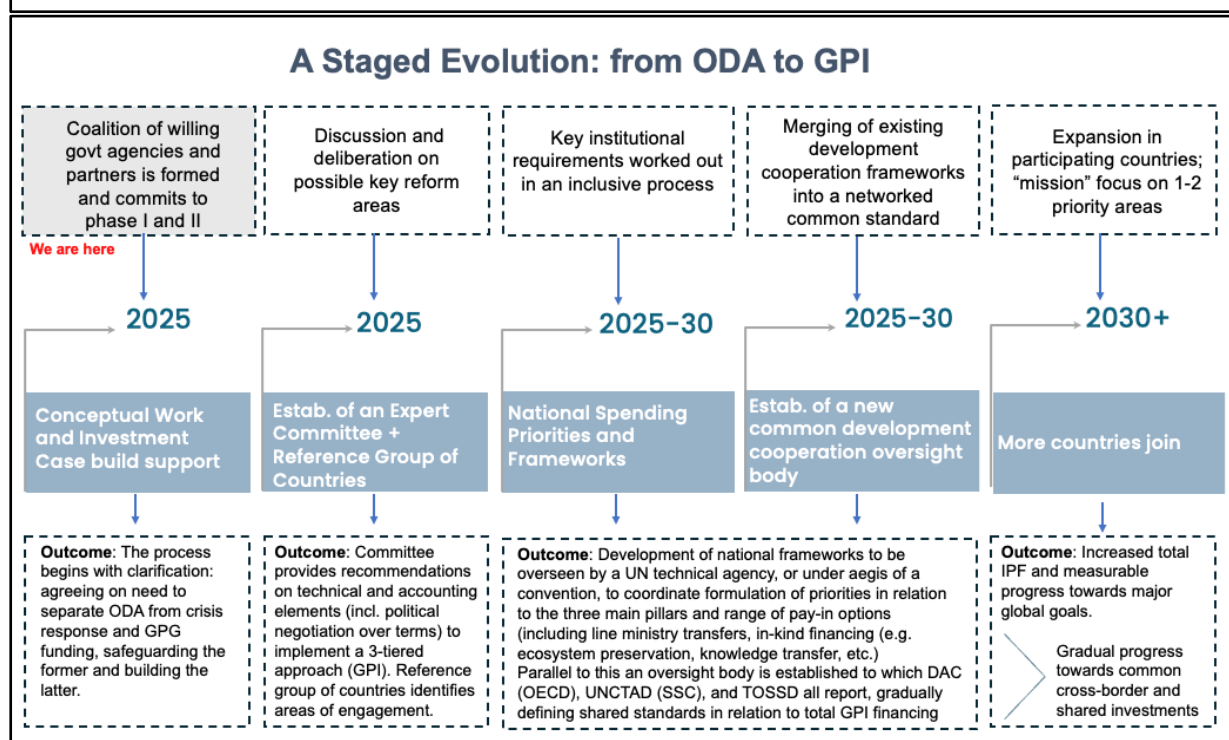 A Staged Evolution: from ODA to GPI
Coalition of willing
govt agencies and
partners is formed
and commits to
phase I and II
We are here
Discussion and
deliberation on
possible key reform
areas
Key institutional
requirements worked out
in an inclusive process
Merging of existing
development
cooperation frameworks
into a networked
common standard
Expansion in
participating countries;
“mission” focus on 1-2
priority areas
2025
2025
2025-30
2025-30
2030+
Conceptual Work
and Investment
Case build support
Estab. of an Expert
Committee +
Reference Group of
Countries
National Spending
Priorities and
Frameworks
Estab. of a new
common development
cooperation oversight
body
More countries join
Outcome: The process
begins with clarification:
agreeing on need to
separate ODA from crisis
response and GPG
funding, safeguarding the
former and building the
latter.
Outcome: Committee
provides recommendations
on technical and accounting
elements (incl. political
negotiation over terms) to
implement a 3-tiered
approach (GPI). Reference
group of countries identifies
areas of engagement.
Outcome: Development of national frameworks to be
overseen by a UN technical agency, or under aegis of a
convention, to coordinate formulation of priorities in relation
to the three main pillars and range of pay-in options
(including line ministry transfers, in-kind financing (e.g.
ecosystem preservation, knowledge transfer, etc.)
Parallel to this an oversight body is established to which DAC
(OECD), UNCTAD (SSC), and TOSSD all report, gradually
defining shared standards in relation to total GPI financing
Outcome: Increased total
IPF and measurable
progress towards major
global goals.
Gradual progress
towards common
cross-border and
shared investments